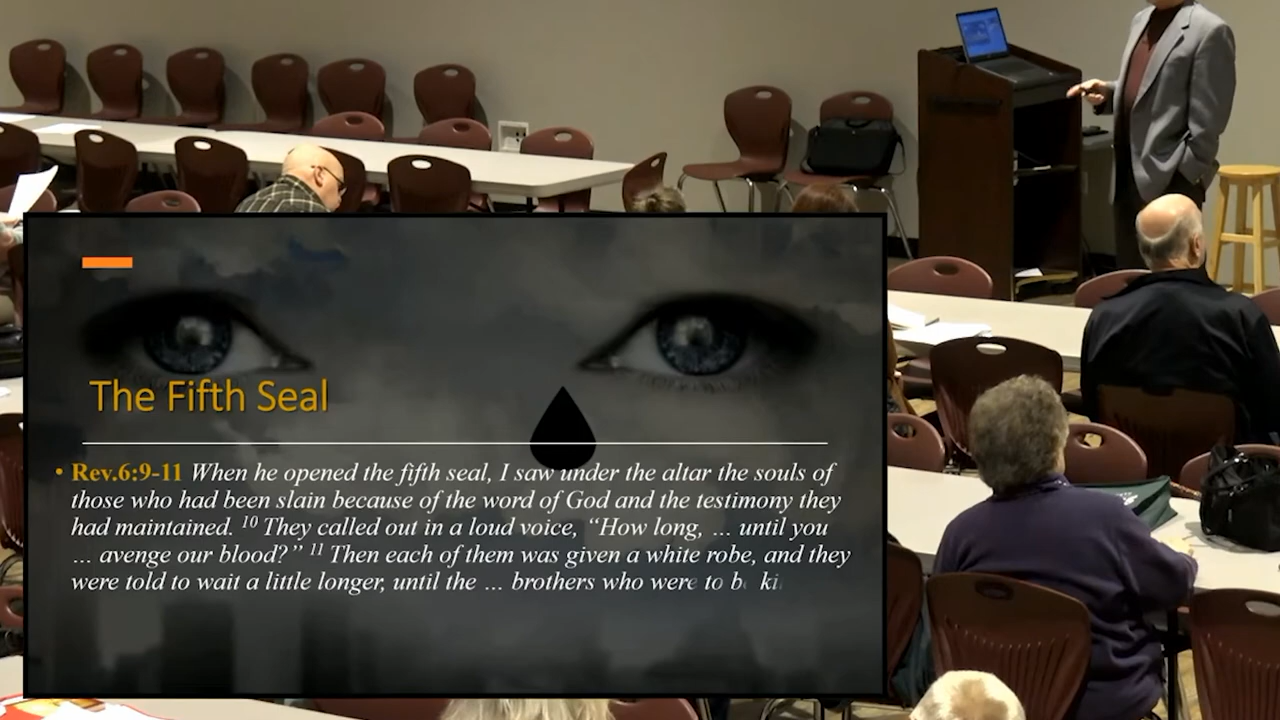 The Fifth Seal
• Rev.6:9-11 When he opened the fifth seal, I saw under the altar the souls of
those who had been slain because of the word of God and the testimony they
had maintained. ¹⁰ They called out in a loud voice, “How long, … until you
… avenge our blood?” ¹¹ Then each of them was given a white robe, and they
were told to wait a little longer, until the … brothers who were to